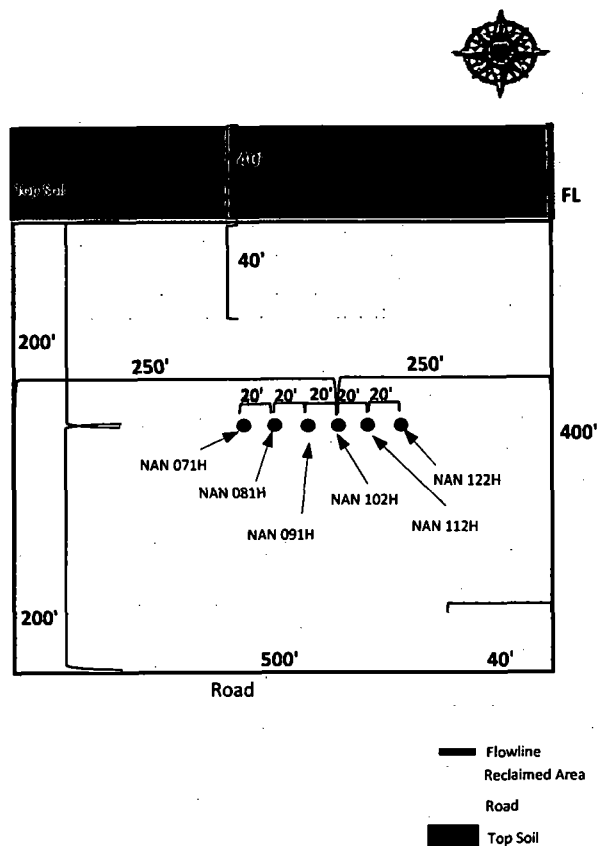 40'
Top Soil
FL
40'
200'
250'
250'
20' 20' 20' 20' 20'
400'
NAN 071H
NAN 081H
NAN 091H
NAN 102H
NAN 112H
NAN 122H
200'
500'
40'
Road
Flowline
Reclaimed Area
Road
Top Soil